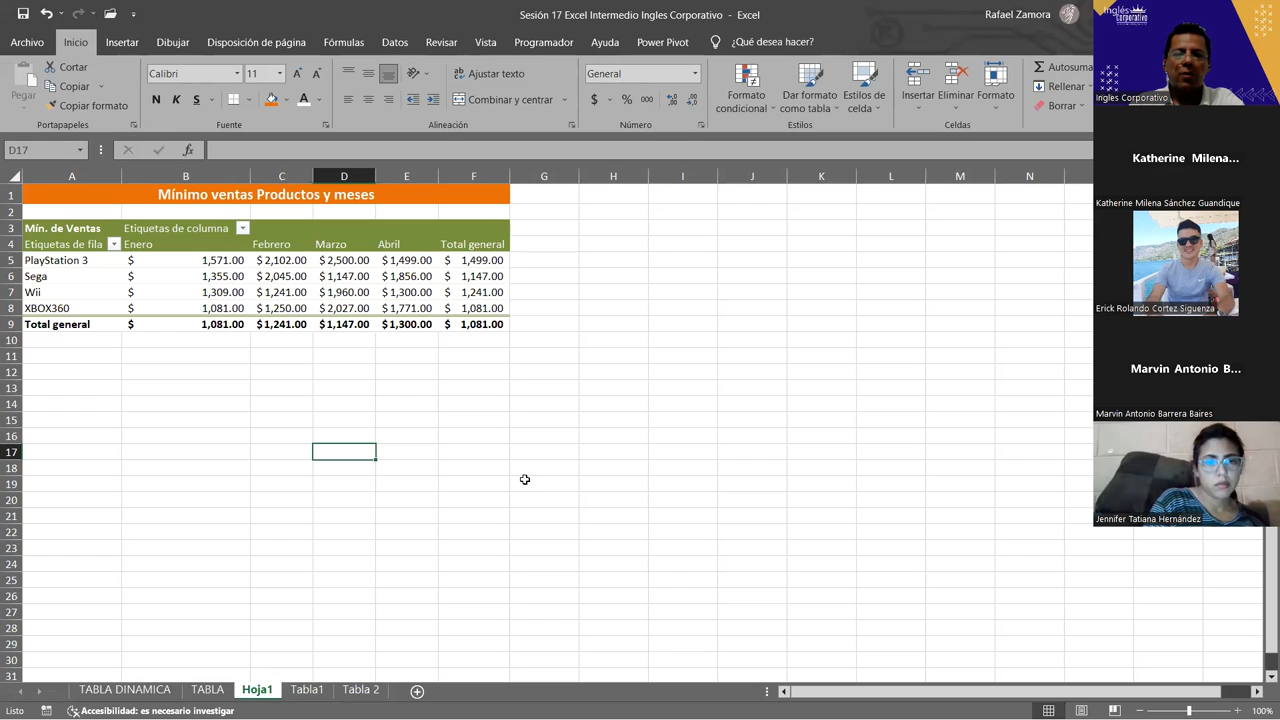 Sesión 17 Excel Intermedio Ingles Corporativo - Excel
Rafael Zamora
Archivo Inicio Insertar Dibujar Disposición de página Fórmulas Datos Revisar Vista Programador Ayuda Power Pivot ¿Qué desea hacer?
Pegar
Cortar
Copiar
Copiar formato
Portapapeles
Calibri 11
N K S
Fuente
Ajustar texto
Combinar y centrar
Alineación
General
$ % 000
Número
Formato condicional
Dar formato como tabla
Estilos de celda
Estilos
Insertar Eliminar Formato
Celdas
Autosuma
Rellenar
Borrar
D17
fx
A B C D E F G H I J K L M N
1 Mínimo ventas Productos y meses
2
3 Mín. de Ventas Etiquetas de columna
4 Etiquetas de fila Enero Febrero Marzo Abril Total general
5 PlayStation 3 $ 1,571.00 $ 2,102.00 $ 2,500.00 $ 1,499.00 $ 1,499.00
6 Sega $ 1,355.00 $ 2,045.00 $ 1,147.00 $ 1,856.00 $ 1,147.00
7 Wii $ 1,309.00 $ 1,241.00 $ 1,960.00 $ 1,300.00 $ 1,241.00
8 XBOX360 $ 1,081.00 $ 1,250.00 $ 2,027.00 $ 1,771.00 $ 1,081.00
9 Total general $ 1,081.00 $ 1,241.00 $ 1,147.00 $ 1,300.00 $ 1,081.00
10
11
12
13
14
15
16
17
18
19
20
21
22
23
24
25
26
27
28
29
30
31
TABLA DINAMICA TABLA Hoja1 Tabla1 Tabla 2
Listo Accesibilidad: es necesario investigar
100%
Inglés
Corporativo
Ingles Corporativo
Katherine Milena...
Katherine Milena Sánchez Guandique
Erick Rolando Cortez Siguenza
Marvin Antonio B...
Marvin Antonio Barrera Baires
Jennifer Tatiana Hernández